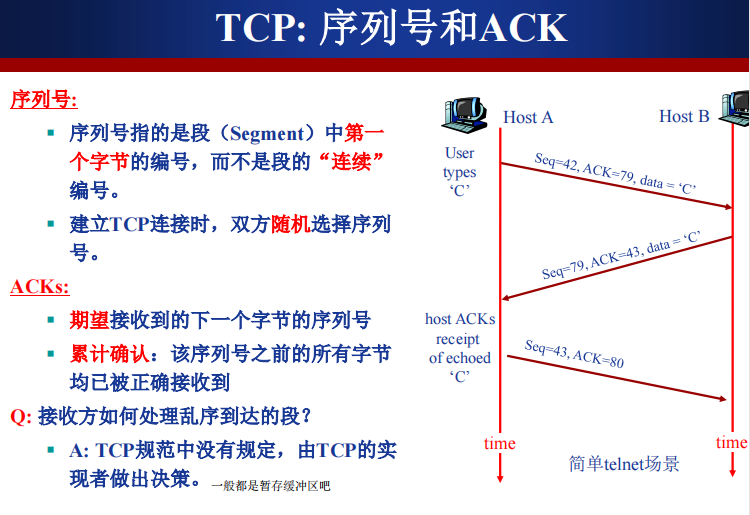 TCP: 序列号和ACK
序列号:
▪ 序列号指的是段（Segment）中第一
个字节的编号，而不是段的“连续”
编号。
▪ 建立TCP连接时，双方随机选择序列
号。
ACKs:
▪ 期望接收到的下一个字节的序列号
▪ 累计确认：该序列号之前的所有字节
均已被正确接收到
Q: 接收方如何处理乱序到达的段？
▪ A: TCP规范中没有规定，由TCP的实
现者做出决策。 一般都是暂存缓冲区吧
Host A
Host B
User
types
‘C’
Seq=42, ACK=79, data = ‘C’
Seq=79, ACK=43, data = ‘C’
host ACKs
receipt
of echoed
‘C’
Seq=43, ACK=80
time
time
简单telnet场景